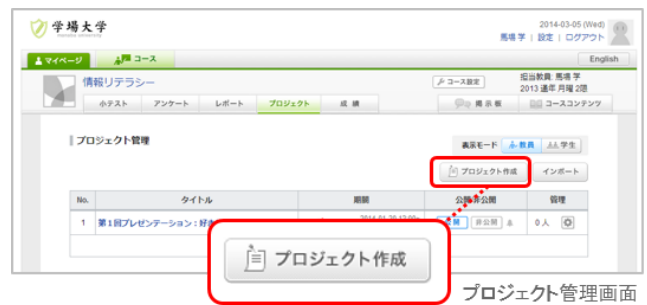 学場大学
2014-03-05 (Wed)
馬場 学 | 設定 | ログアウト
マイページ コース English
情報リテラシー コース設定 担当教員: 馬場 学
2013 通年 月曜 2限
小テスト アンケート レポート プロジェクト 成績 掲示板 コースコンテンツ
プロジェクト管理 表示モード 教員 学生
プロジェクト作成 インポート
No. タイトル 期限 公開/非公開 管理
1 第1回プレゼンテーション:好き 非公開 0人
プロジェクト作成
プロジェクト管理画面